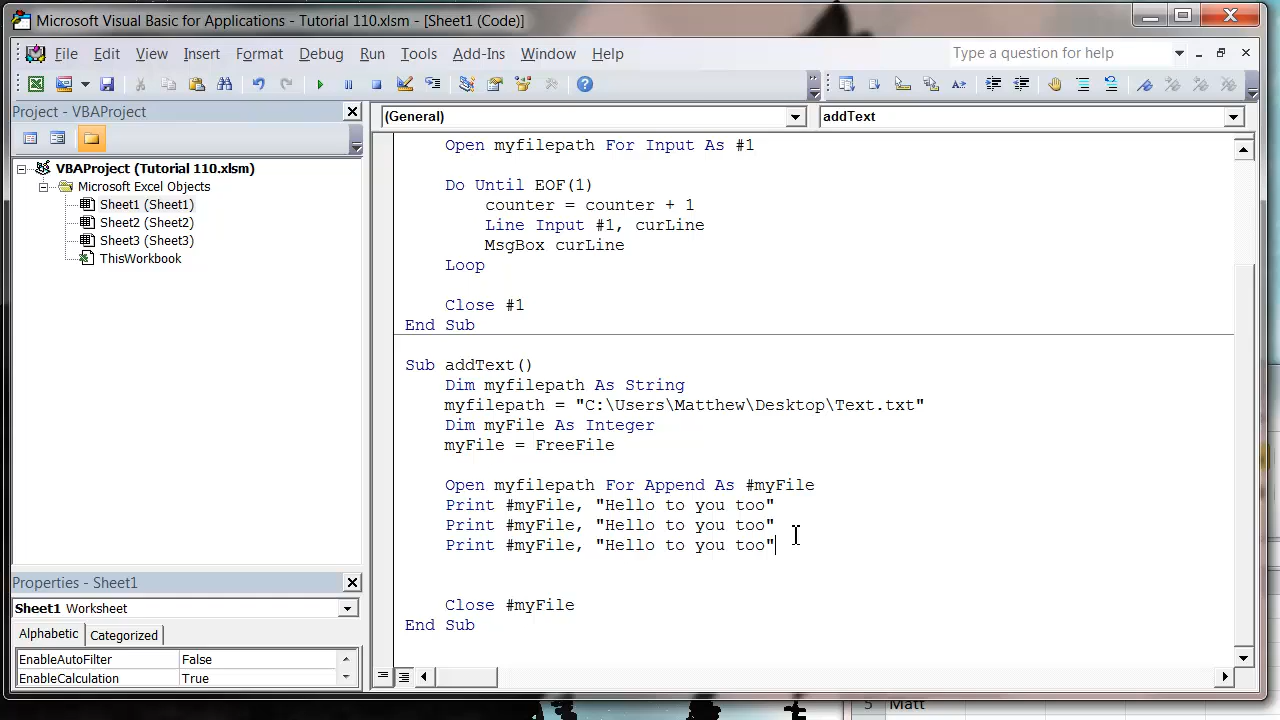 Microsoft Visual Basic for Applications - Tutorial 110.xlsm - [Sheet1 (Code)]
File Edit View Insert Format Debug Run Tools Add-Ins Window Help Type a question for help
Project - VBAProject
(General) addText
VBAProject (Tutorial 110.xlsm)
Microsoft Excel Objects
Sheet1 (Sheet1)
Sheet2 (Sheet2)
Sheet3 (Sheet3)
ThisWorkbook
Properties - Sheet1
Sheet1 Worksheet
Alphabetic Categorized
EnableAutoFilter False
EnableCalculation True
Open myfilepath For Input As #1
Do Until EOF(1)
counter = counter + 1
Line Input #1, curLine
MsgBox curLine
Loop
Close #1
End Sub
Sub addText()
Dim myfilepath As String
myfilepath = "C:\Users\Matthew\Desktop\Text.txt"
Dim myFile As Integer
myFile = FreeFile
Open myfilepath For Append As #myFile
Print #myFile, "Hello to you too"
Print #myFile, "Hello to you too"
Print #myFile, "Hello to you too"
Close #myFile
End Sub
5 Matt